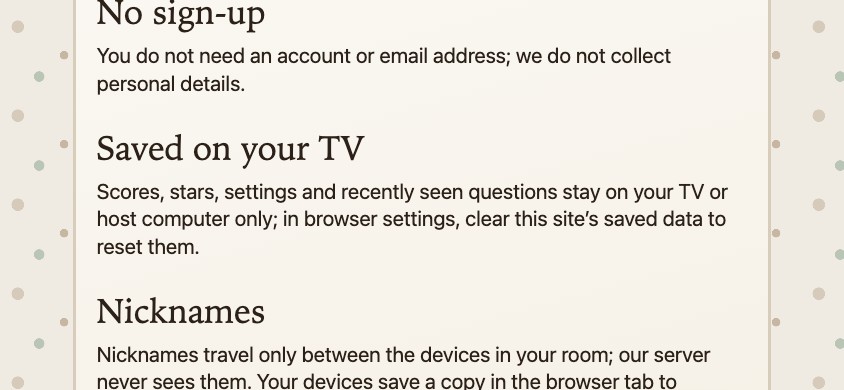 No sign-up
You do not need an account or email address; we do not collect
personal details.
Saved on your TV
Scores, stars, settings and recently seen questions stay on your TV or
host computer only; in browser settings, clear this site’s saved data to
reset them.
Nicknames
Nicknames travel only between the devices in your room; our server
never sees them. Your devices save a copy in the browser tab to